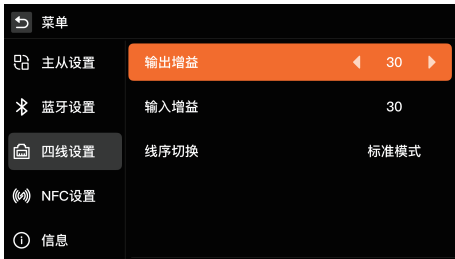 菜单
主从设置
蓝牙设置
四线设置
NFC设置
信息
输出增益 30
输入增益 30
线序切换 标准模式